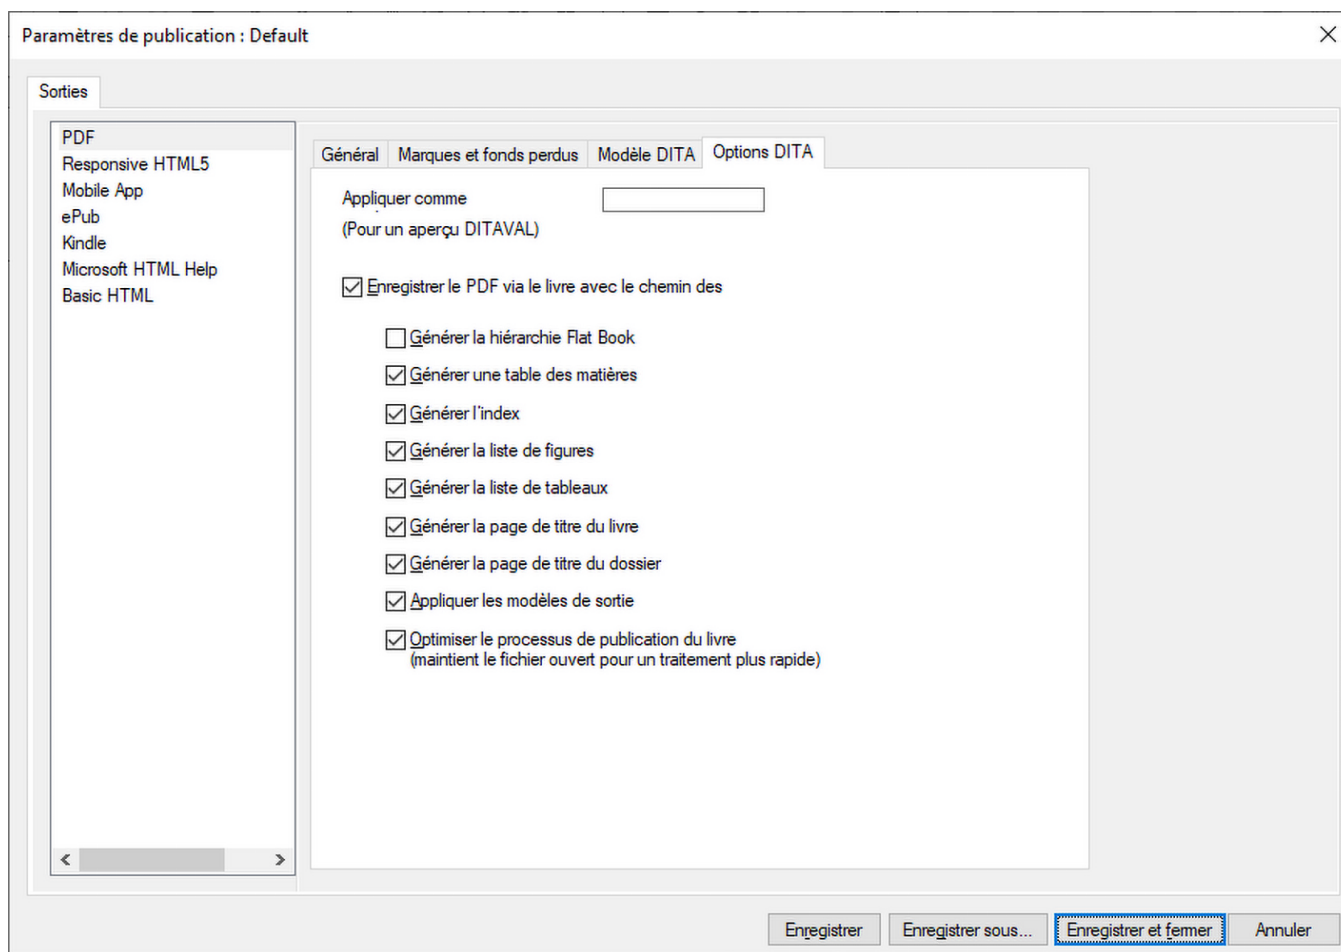 Paramètres de publication : Default
Sorties
PDF
Responsive HTML5
Mobile App
ePub
Kindle
Microsoft HTML Help
Basic HTML
Général
Marques et fonds perdus
Modèle DITA
Options DITA
Appliquer comme
(Pour un aperçu DITAVAL)
Enregistrer le PDF via le livre avec le chemin des
Générer la hiérarchie Flat Book
Générer une table des matières
Générer l'index
Générer la liste de figures
Générer la liste de tableaux
Générer la page de titre du livre
Générer la page de titre du dossier
Appliquer les modèles de sortie
Optimiser le processus de publication du livre
(maintient le fichier ouvert pour un traitement plus rapide)
Enregistrer
Enregistrer sous...
Enregistrer et fermer
Annuler